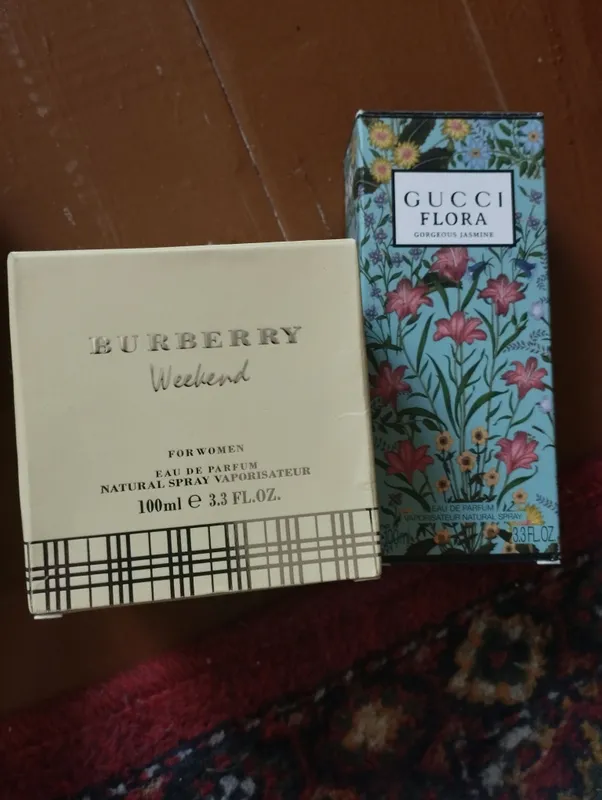 BURBERRY
Weekend
FOR WOMEN
EAU DE PARFUM
NATURAL SPRAY VAPORISATEUR
100ml e 3.3 FL.OZ.
GUCCI
FLORA
GORGEOUS JASMINE
EAU DE PARFUM
VAPORISATEUR NATURAL SPRAY
3.3 FL.OZ